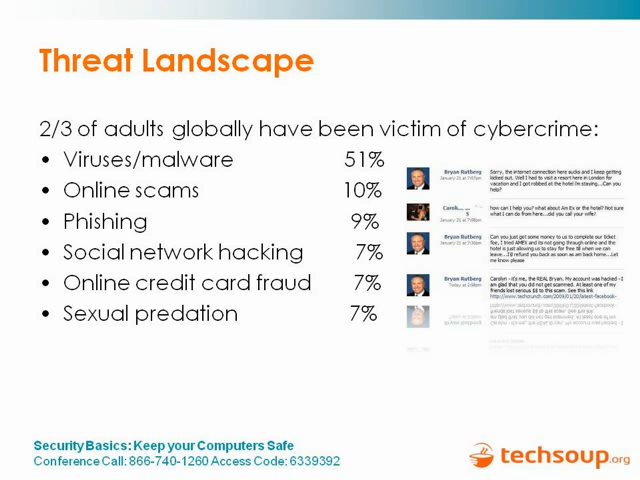 Threat Landscape
2/3 of adults globally have been victim of cybercrime:
• Viruses/malware 51%
• Online scams 10%
• Phishing 9%
• Social network hacking 7%
• Online credit card fraud 7%
• Sexual predation 7%
Bryan Rutberg
January 21 at 7:07pm
Sorry, the internet connection here sucks and I keep getting
kicked out. Well I had to visit a resort here in London for
vacation and I got robbed at the hotel i'm staying...Can you
help?
how can I help you? what about Am Ex or the hotel? Not sure
what I can do from here...did you call your wife?
Bryan Rutberg
Can you just get some money to us to complete our ticket
fee, I tried AMEX and its not going through online and the
hotel is just allowing us to stay for free till when we can
leave...I'll refund you back as soon as am back home...Let
me know please
Bryan Rutberg
Today at
Carolyn - it's me, the REAL Bryan. My account was hacked - I
am glad that you did not get scammed. At least one of my
friends lost serious $$ to this scam. See this link
http://www.techcrunch.com/2009/01/20/latest-facebook-
Security Basics: Keep your Computers Safe
Conference Call: 866-740-1260 Access Code: 6339392
techsoup.org